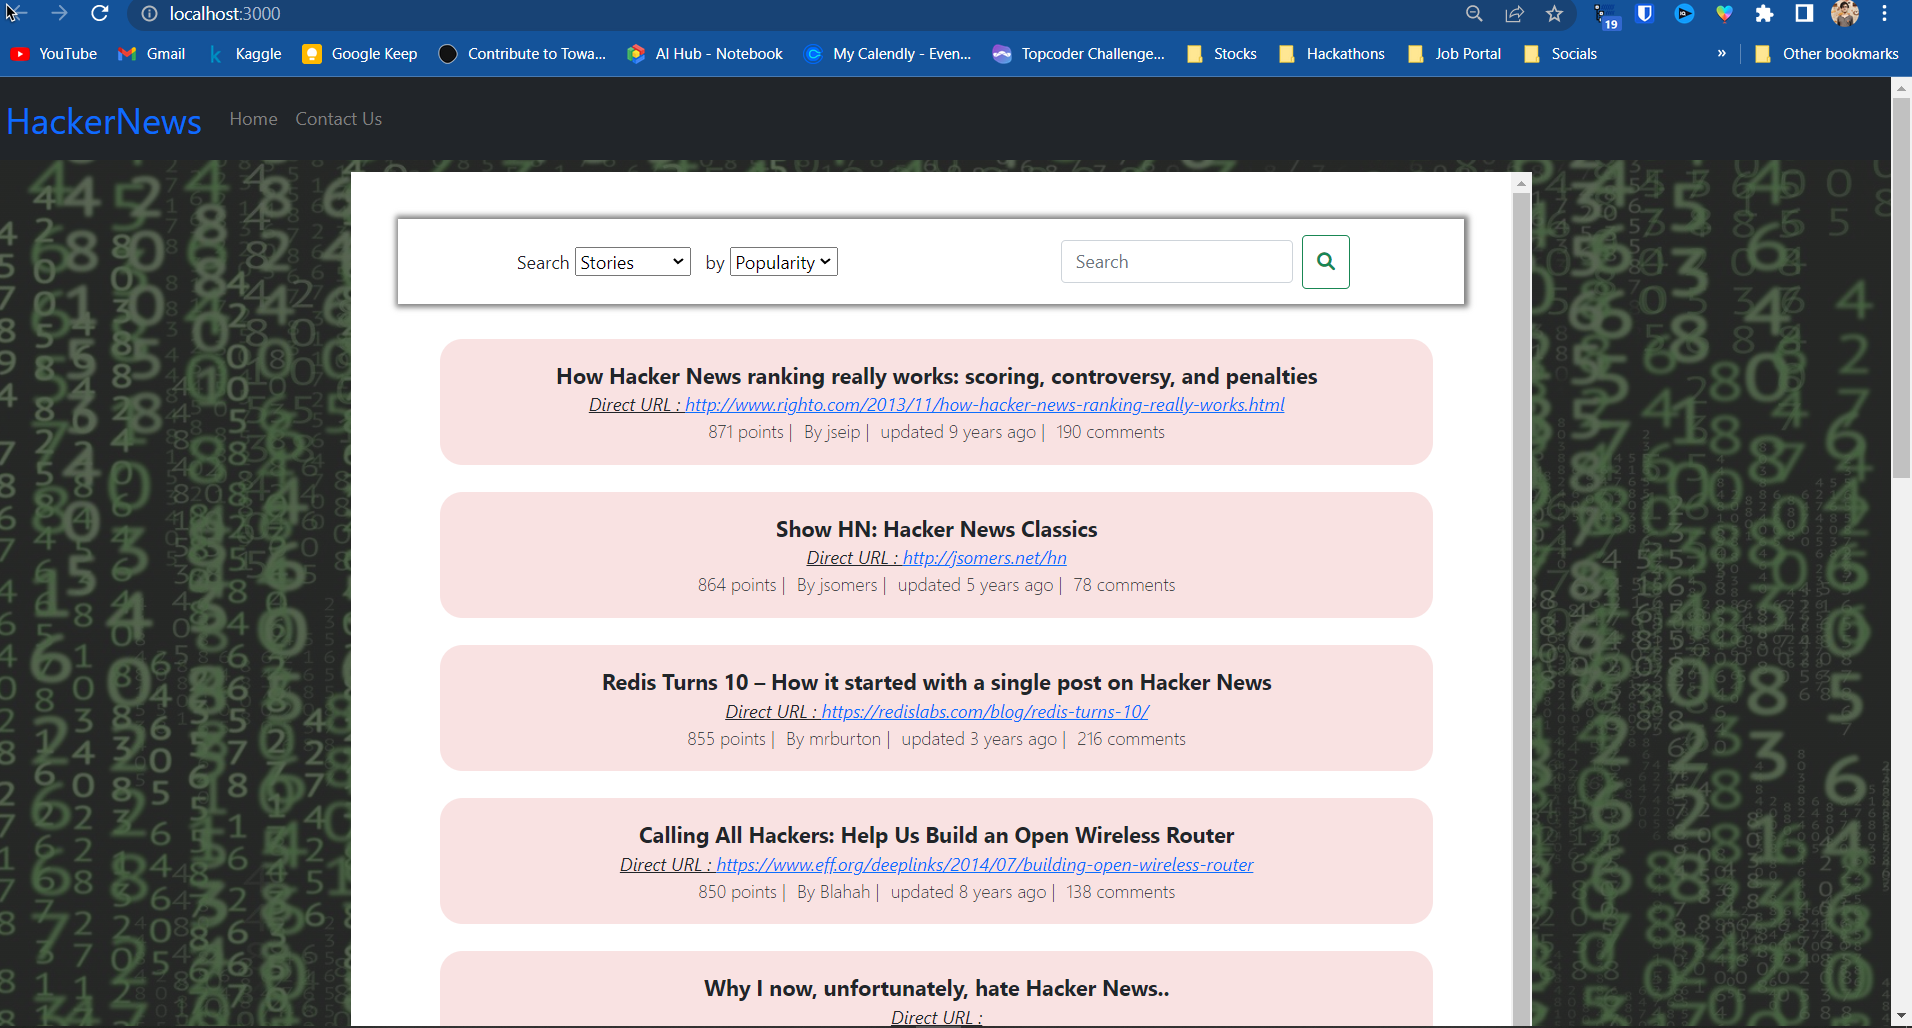 localhost:3000
19
YouTube Gmail Kaggle Google Keep Contribute to Towa... AI Hub - Notebook My Calendly - Even... Topcoder Challenge... Stocks Hackathons Job Portal Socials » Other bookmarks
HackerNews Home Contact Us
Search Stories by Popularity Search
How Hacker News ranking really works: scoring, controversy, and penalties
Direct URL : http://www.righto.com/2013/11/how-hacker-news-ranking-really-works.html
871 points | By jseip | updated 9 years ago | 190 comments
Show HN: Hacker News Classics
Direct URL : http://jsomers.net/hn
864 points | By jsomers | updated 5 years ago | 78 comments
Redis Turns 10 – How it started with a single post on Hacker News
Direct URL : https://redislabs.com/blog/redis-turns-10/
855 points | By mrburton | updated 3 years ago | 216 comments
Calling All Hackers: Help Us Build an Open Wireless Router
Direct URL : https://www.eff.org/deeplinks/2014/07/building-open-wireless-router
850 points | By Blahah | updated 8 years ago | 138 comments
Why I now, unfortunately, hate Hacker News..
Direct URL :